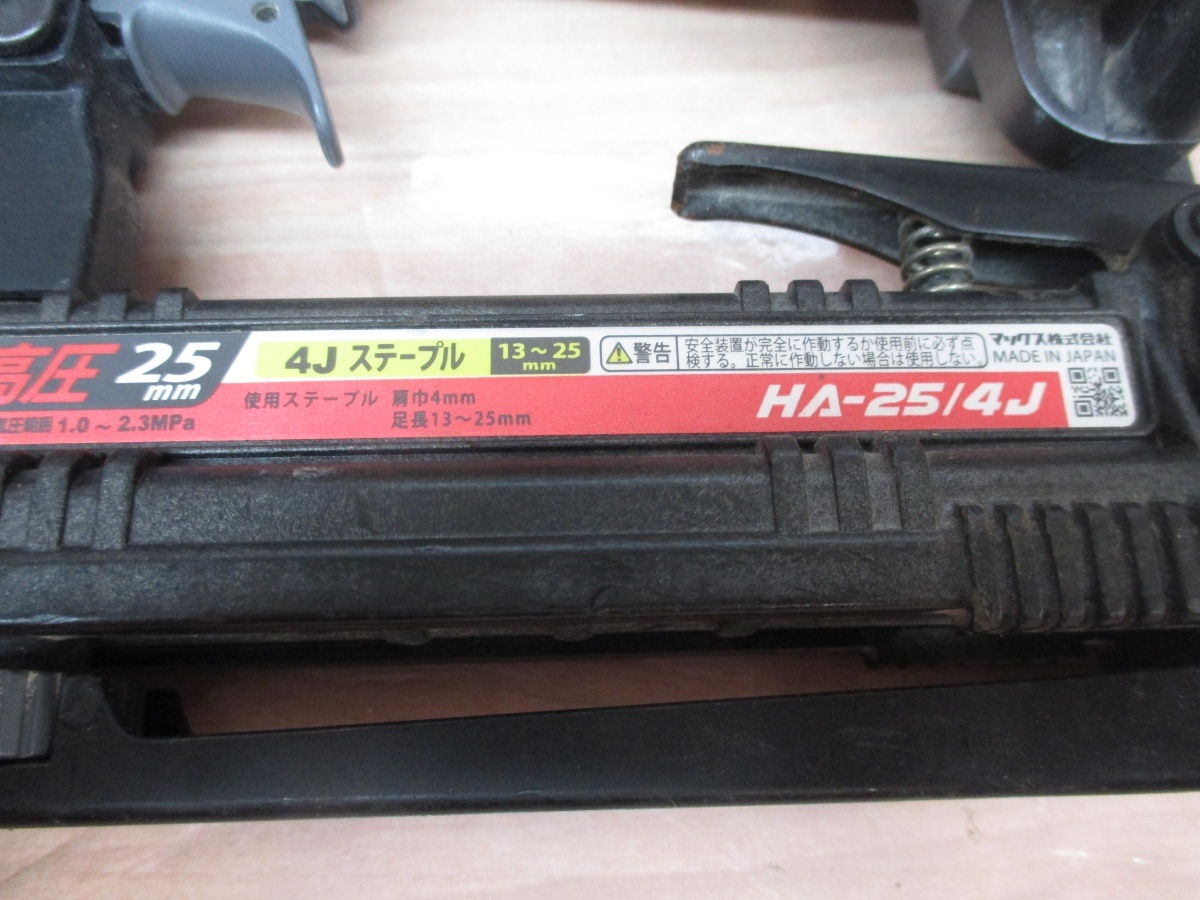 高圧 25 mm
圧範囲 1.0～2.3MPa
4J ステープル 13～25 mm
使用ステープル 肩巾4mm
足長13～25mm
警告 安全装置が完全に作動するか使用前に必ず点
検する。正常に作動しない場合は使用しない。
マックス株式会社
MADE IN JAPAN
HA-25/4J